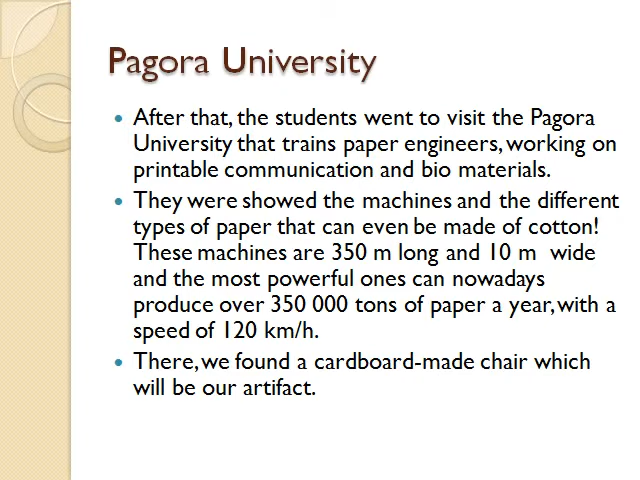 Pagora University
• After that, the students went to visit the Pagora
University that trains paper engineers, working on
printable communication and bio materials.
• They were showed the machines and the different
types of paper that can even be made of cotton!
These machines are 350 m long and 10 m  wide
and the most powerful ones can nowadays
produce over 350 000 tons of paper a year, with a
speed of 120 km/h.
• There, we found a cardboard-made chair which
will be our artifact.